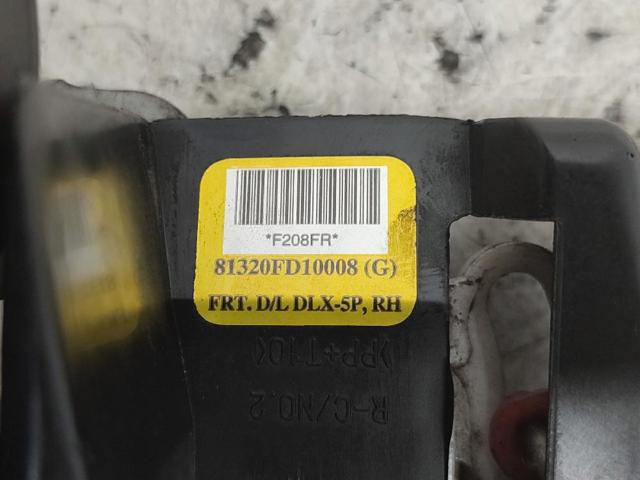 *F208FR*
81320FD10008 (G)
FRT. D/L DLX-5P, RH
>PP+T10<
R-C/NO.2